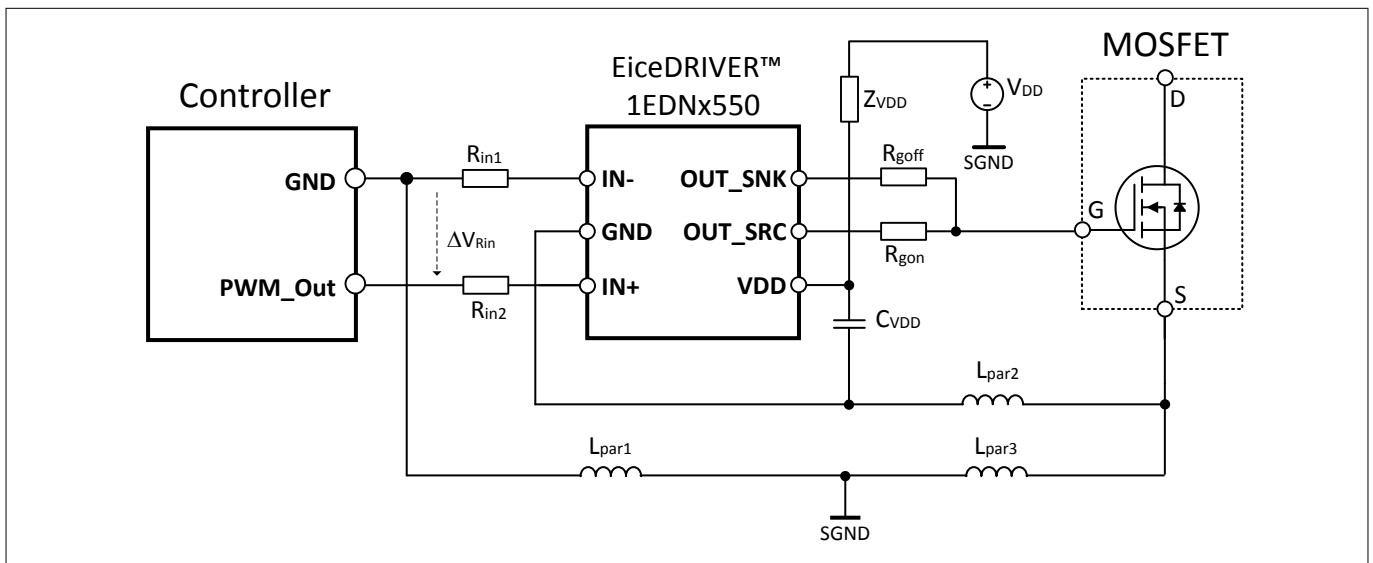 MOSFET
EiceDRIVER™
1EDNx550
Controller
ZVDD
VDD
D
SGND
Rin1
Rgoff
GND
IN-
OUT_SNK
G
ΔVRin
GND
OUT_SRC
Rgon
PWM_Out
Rin2
IN+
VDD
S
CVDD
Lpar2
Lpar1
Lpar3
SGND